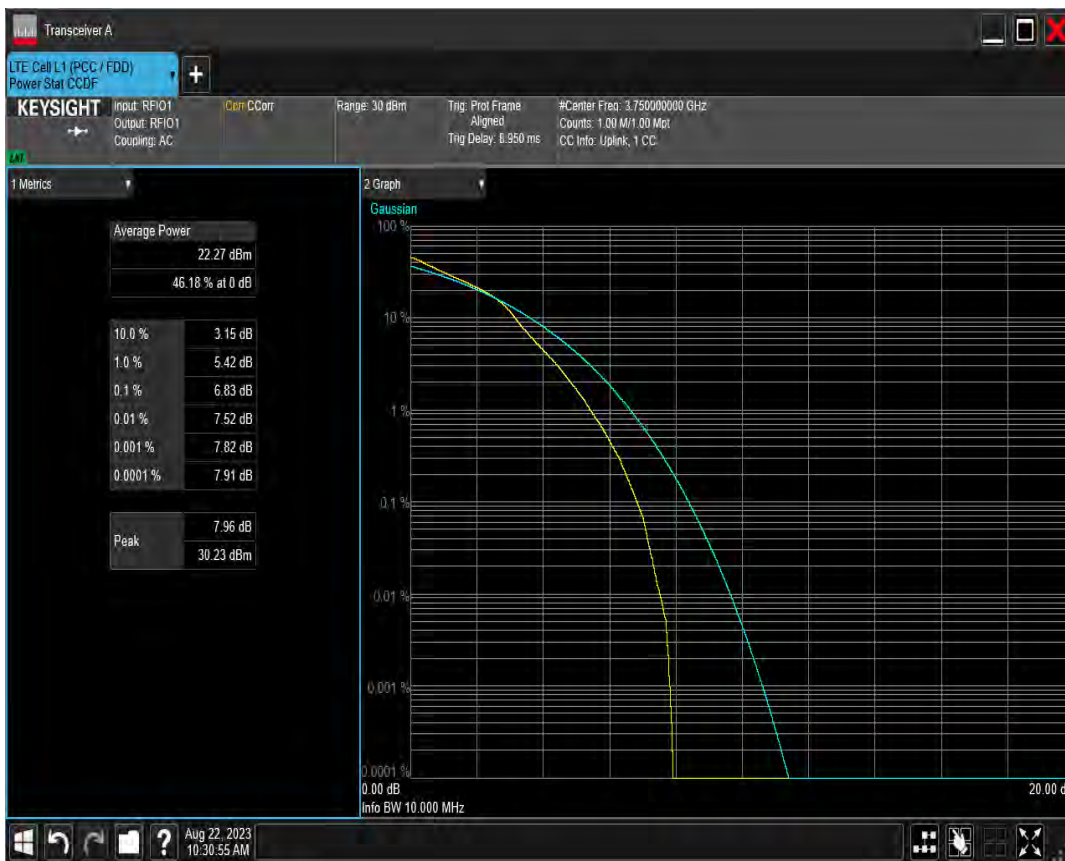 Transceiver A
LTE Cell L1 (PCC / FDD)
Power Stat CCDF
+
KEYSIGHT
Input: RFIO1
Output: RFIO1
Coupling: AC
Corr CCorr
Range: 30 dBm
Trig: Prot Frame
Aligned
Trig Delay: 8.950 ms
#Center Freq: 3.750000000 GHz
Counts: 1.00 M/1.00 Mpt
CC Info: Uplink, 1 CC
1 Metrics
Average Power
22.27 dBm
46.18 % at 0 dB
10.0 % 3.15 dB
1.0 % 5.42 dB
0.1 % 6.83 dB
0.01 % 7.52 dB
0.001 % 7.82 dB
0.0001 % 7.91 dB
Peak
7.96 dB
30.23 dBm
2 Graph
Gaussian
100 %
10 %
1 %
0.1 %
0.01 %
0.001 %
0.0001 %
0.00 dB
20.00 d
Info BW 10.000 MHz
?
Aug 22, 2023
10:30:55 AM